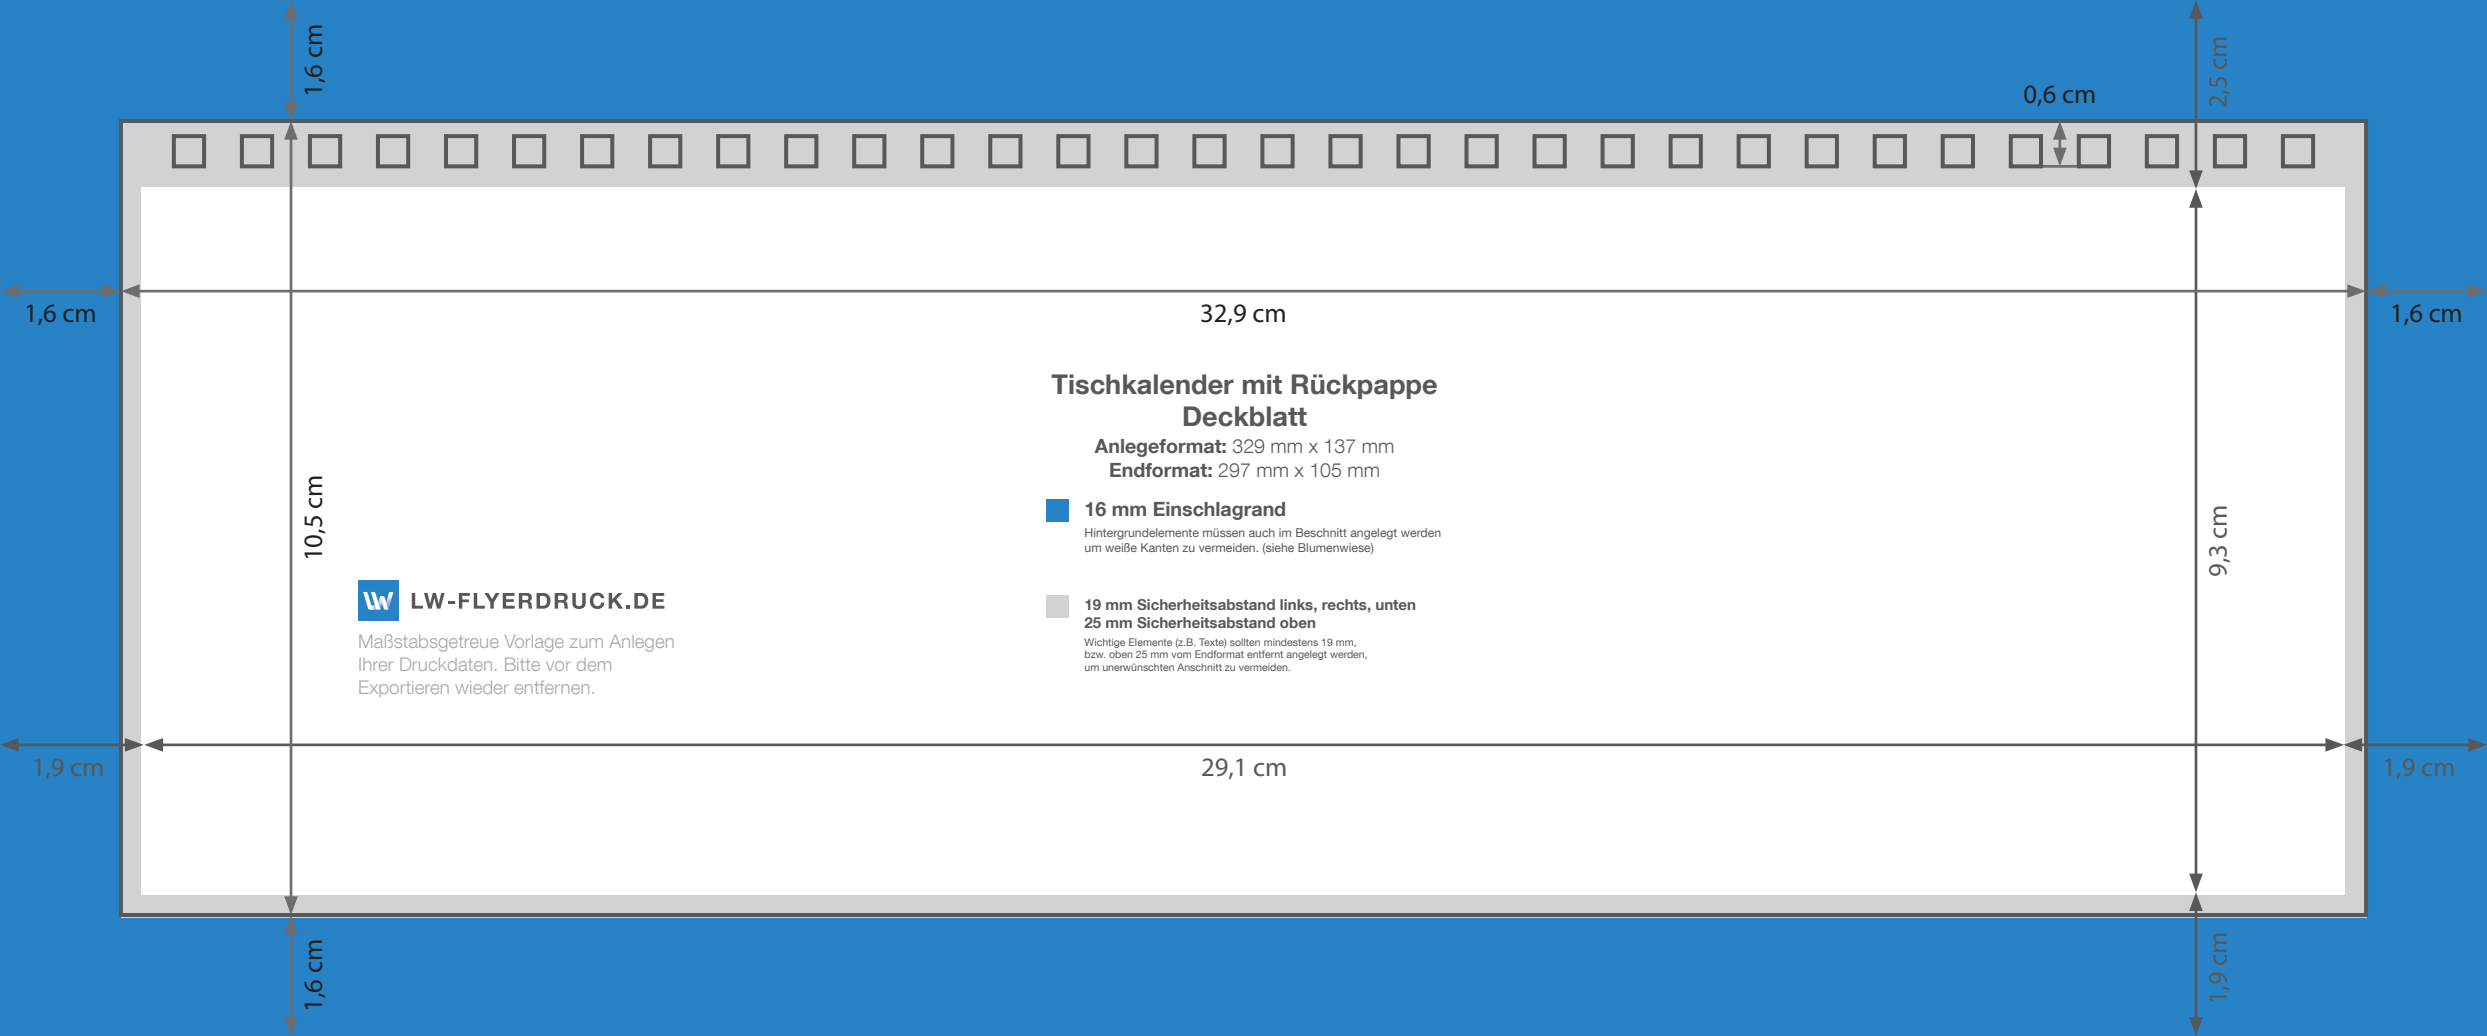 1,6 cm
2,5 cm
0,6 cm
1,6 cm
32,9 cm
1,6 cm
Tischkalender mit Rückpappe
Deckblatt
Anlegeformat: 329 mm x 137 mm
Endformat: 297 mm x 105 mm
10,5 cm
9,3 cm
16 mm Einschlagrand
Hintergrundelemente müssen auch im Beschnitt angelegt werden
um weiße Kanten zu vermeiden. (siehe Blumenwiese)
LW LW-FLYERDRUCK.DE
Maßstabsgetreue Vorlage zum Anlegen
Ihrer Druckdaten. Bitte vor dem
Exportieren wieder entfernen.
19 mm Sicherheitsabstand links, rechts, unten
25 mm Sicherheitsabstand oben
Wichtige Elemente (z.B. Texte) sollten mindestens 19 mm,
bzw. oben 25 mm vom Endformat entfernt angelegt werden,
um unerwünschten Anschnitt zu vermeiden.
1,9 cm
29,1 cm
1,9 cm
1,6 cm
1,9 cm